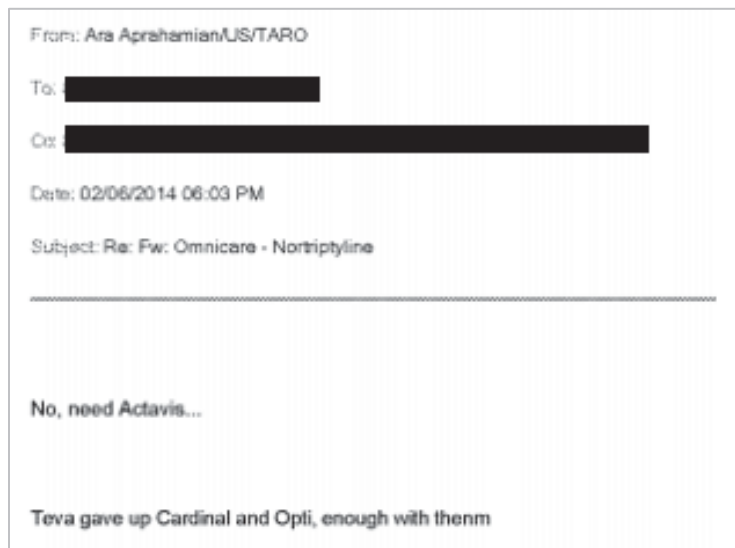 From: Ara Aprahamian/US/TARO
To:
Cc:
Date: 02/06/2014 06:03 PM
Subject: Re: Fw: Omnicare - Nortriptyline
No, need Actavis...
Teva gave up Cardinal and Opti, enough with thenm